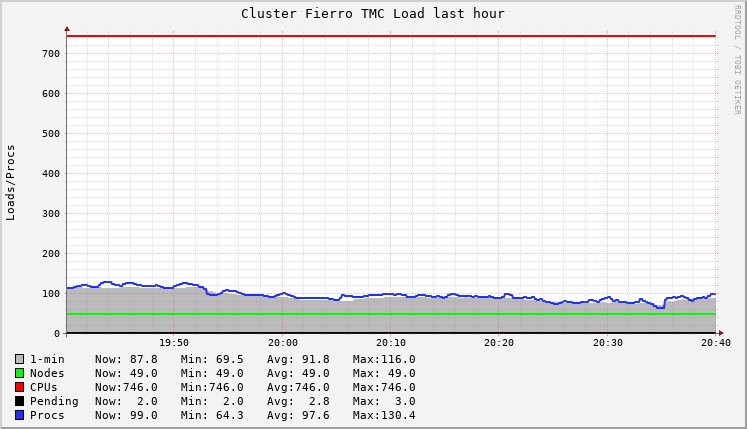 Cluster Fierro TMC Load last hour
RRDTOOL / TOBI OETIKER
Loads/Procs
700
600
500
400
300
200
100
0
19:50 20:00 20:10 20:20 20:30 20:40
1-min Now: 87.8 Min: 69.5 Avg: 91.8 Max:116.0
Nodes Now: 49.0 Min: 49.0 Avg: 49.0 Max: 49.0
CPUs Now:746.0 Min:746.0 Avg:746.0 Max:746.0
Pending Now: 2.0 Min: 2.0 Avg: 2.8 Max: 3.0
Procs Now: 99.0 Min: 64.3 Avg: 97.6 Max:130.4